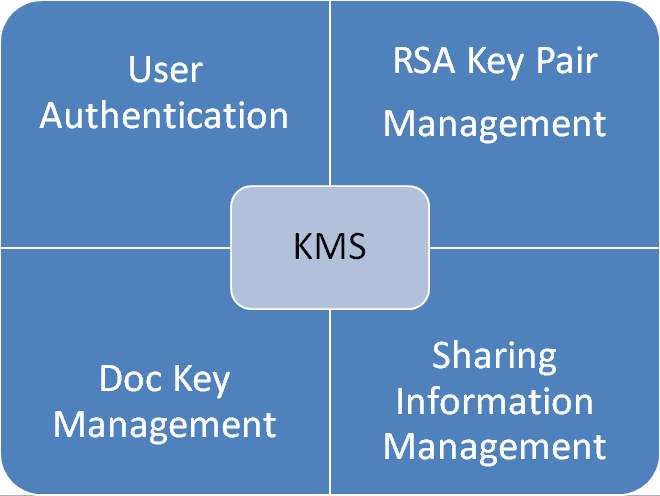 User
Authentication
RSA Key Pair
Management
KMS
Doc Key
Management
Sharing
Information
Management